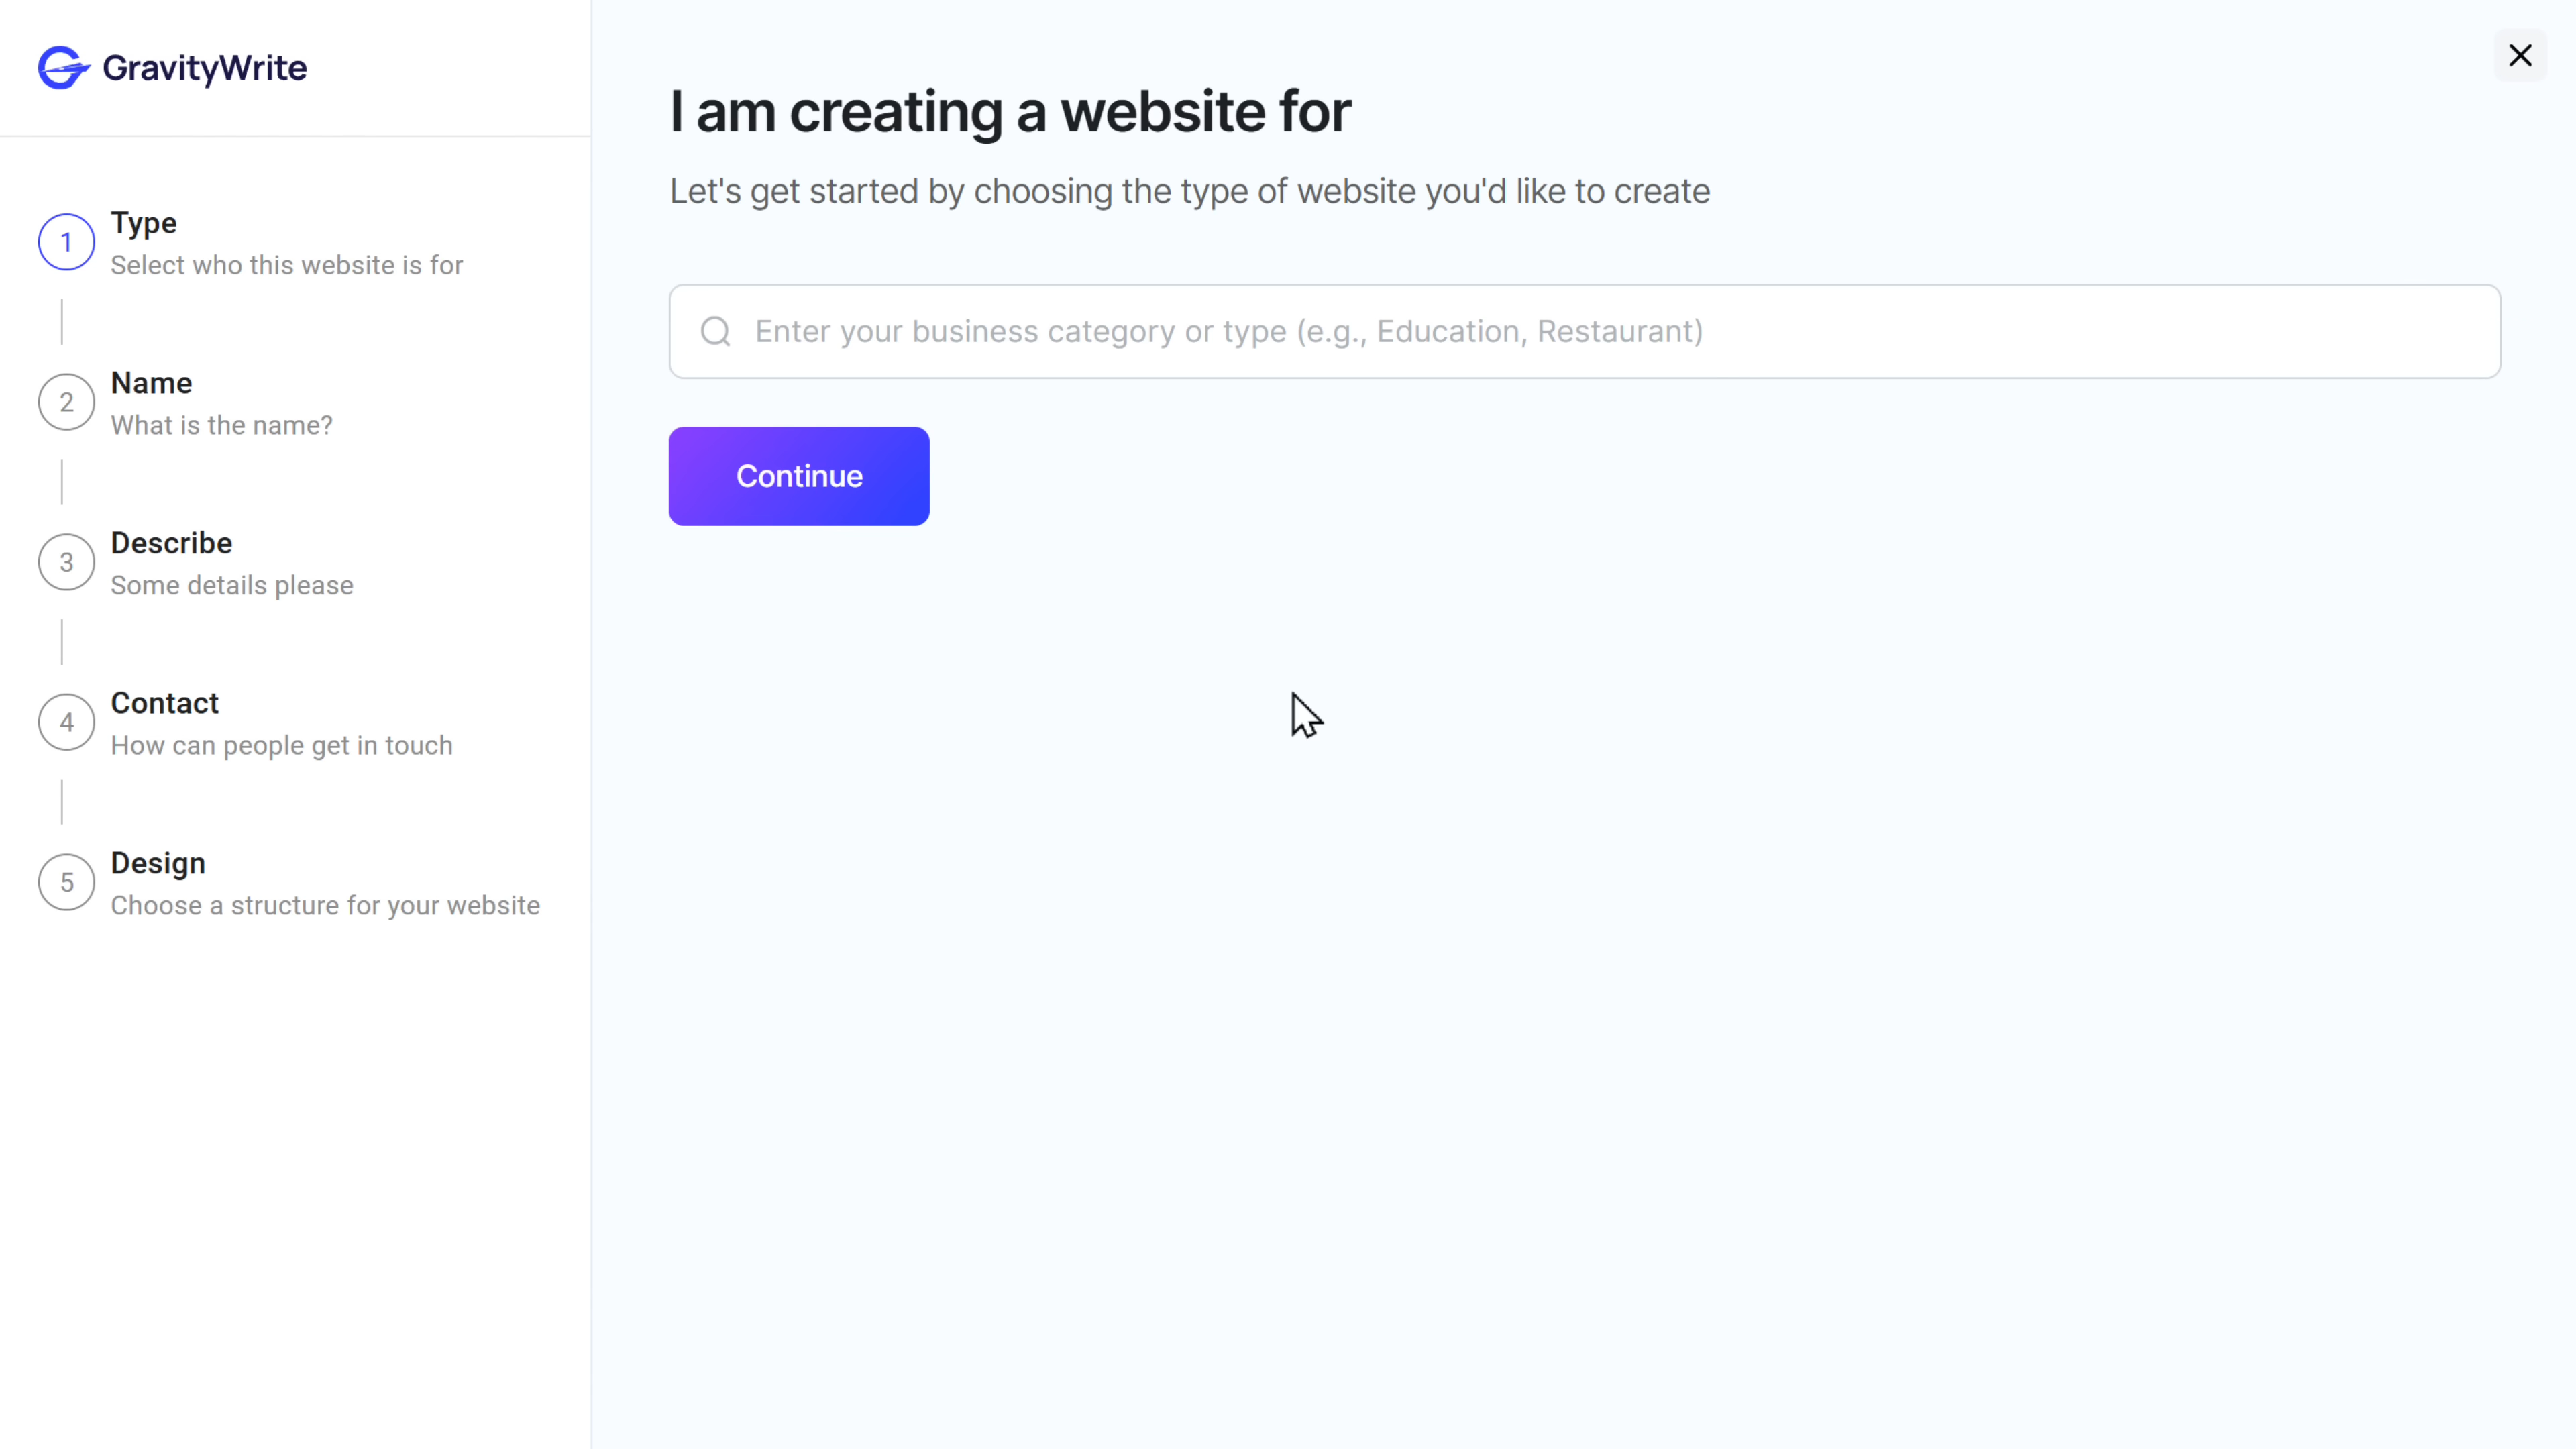 GravityWrite
1
Type
Select who this website is for
2
Name
What is the name?
3
Describe
Some details please
4
Contact
How can people get in touch
5
Design
Choose a structure for your website
I am creating a website for
Let's get started by choosing the type of website you'd like to create
Enter your business category or type (e.g., Education, Restaurant)
Continue